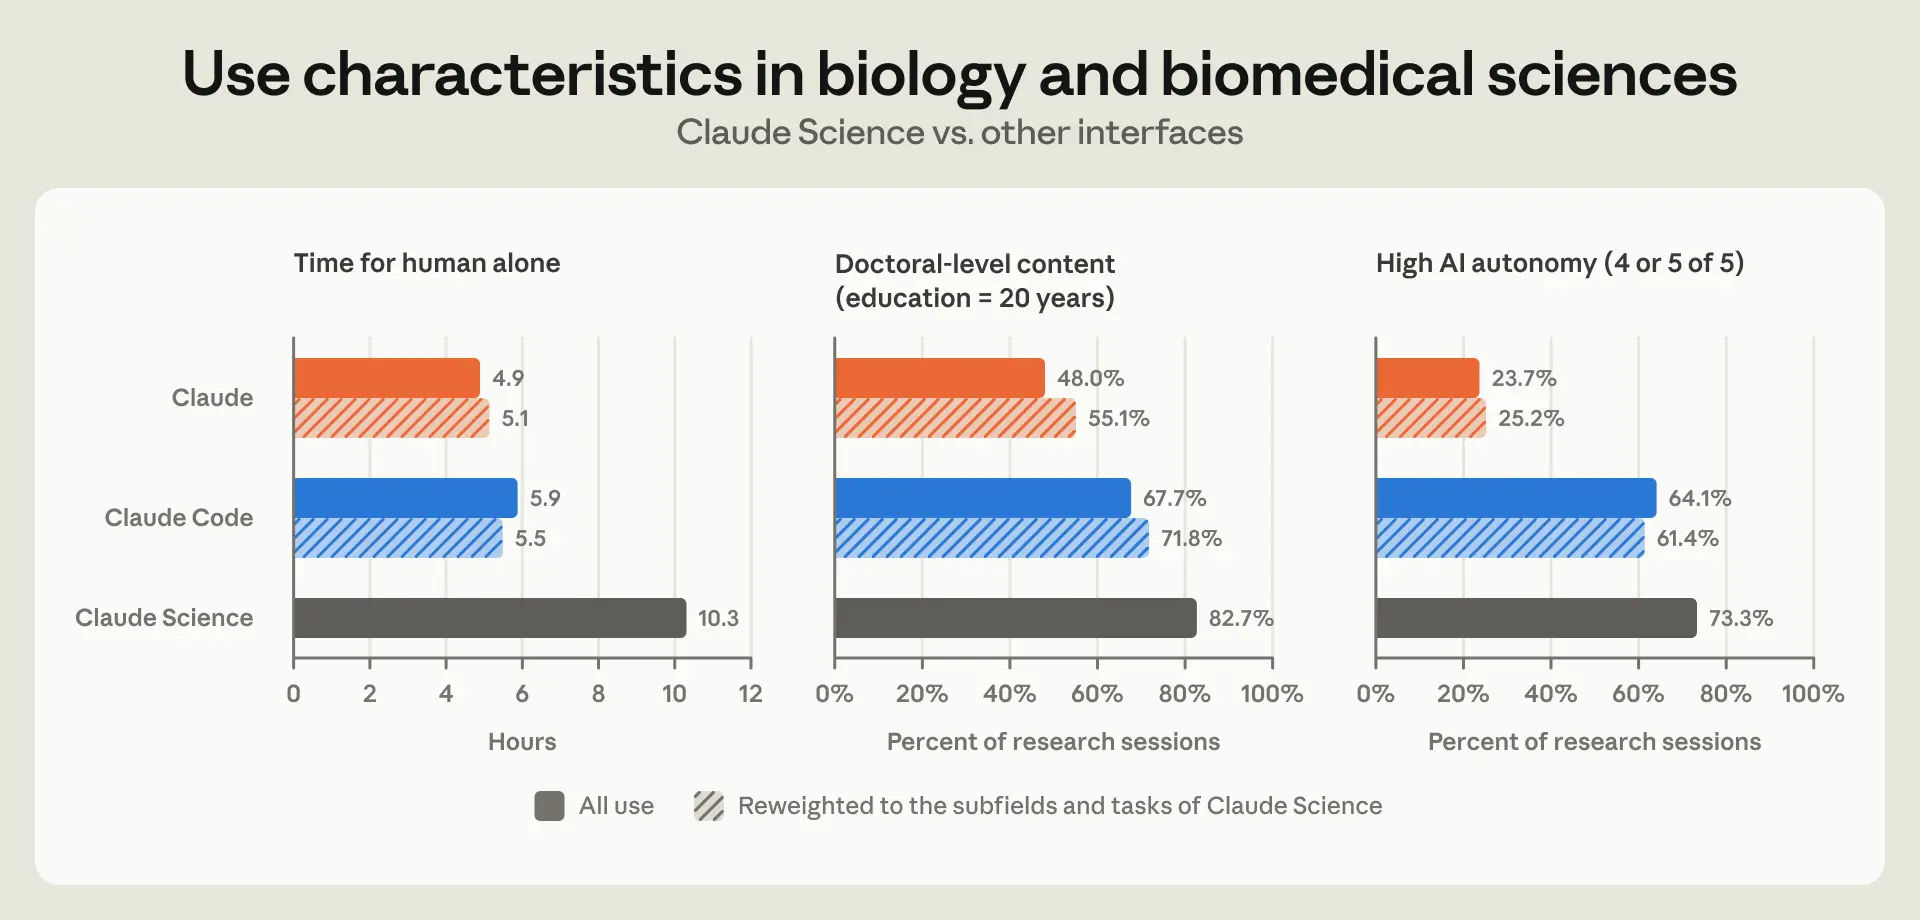 Use characteristics in biology and biomedical sciences
Claude Science vs. other interfaces
Time for human alone
Claude
4.9
5.1
Claude Code
5.9
5.5
Claude Science
10.3
0 2 4 6 8 10 12
Hours
Doctoral-level content
(education = 20 years)
48.0%
55.1%
67.7%
71.8%
82.7%
0% 20% 40% 60% 80% 100%
Percent of research sessions
High AI autonomy (4 or 5 of 5)
23.7%
25.2%
64.1%
61.4%
73.3%
0% 20% 40% 60% 80% 100%
Percent of research sessions
All use
Reweighted to the subfields and tasks of Claude Science